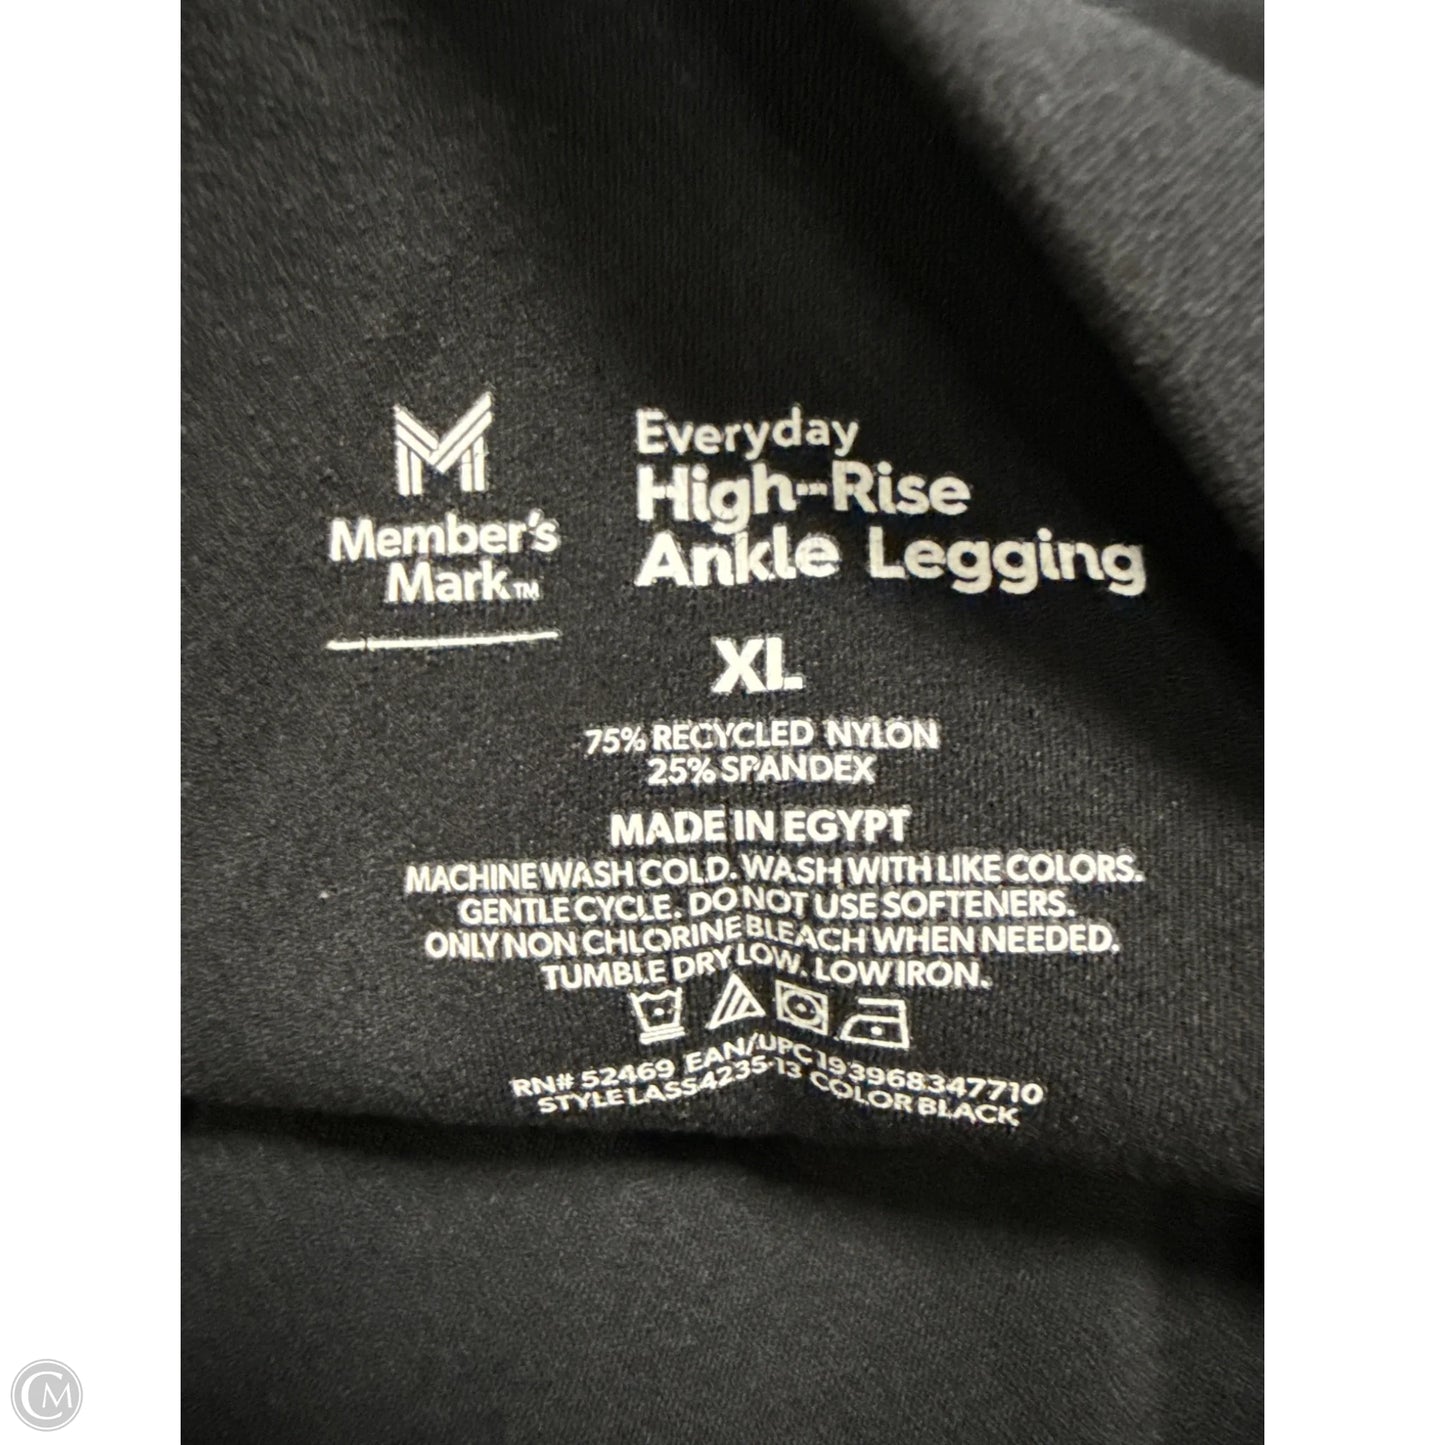 Member's
Mark™
Everyday
High-Rise
Ankle Legging
XL
75% RECYCLED NYLON
25% SPANDEX
MADE IN EGYPT
MACHINE WASH COLD. WASH WITH LIKE COLORS.
GENTLE CYCLE. DO NOT USE SOFTENERS.
ONLY NON CHLORINE BLEACH WHEN NEEDED.
TUMBLE DRY LOW. LOW IRON.
RN# 52469 EAN/UPC 193968347710
STYLE LASS4235-13 COLOR BLACK
CM